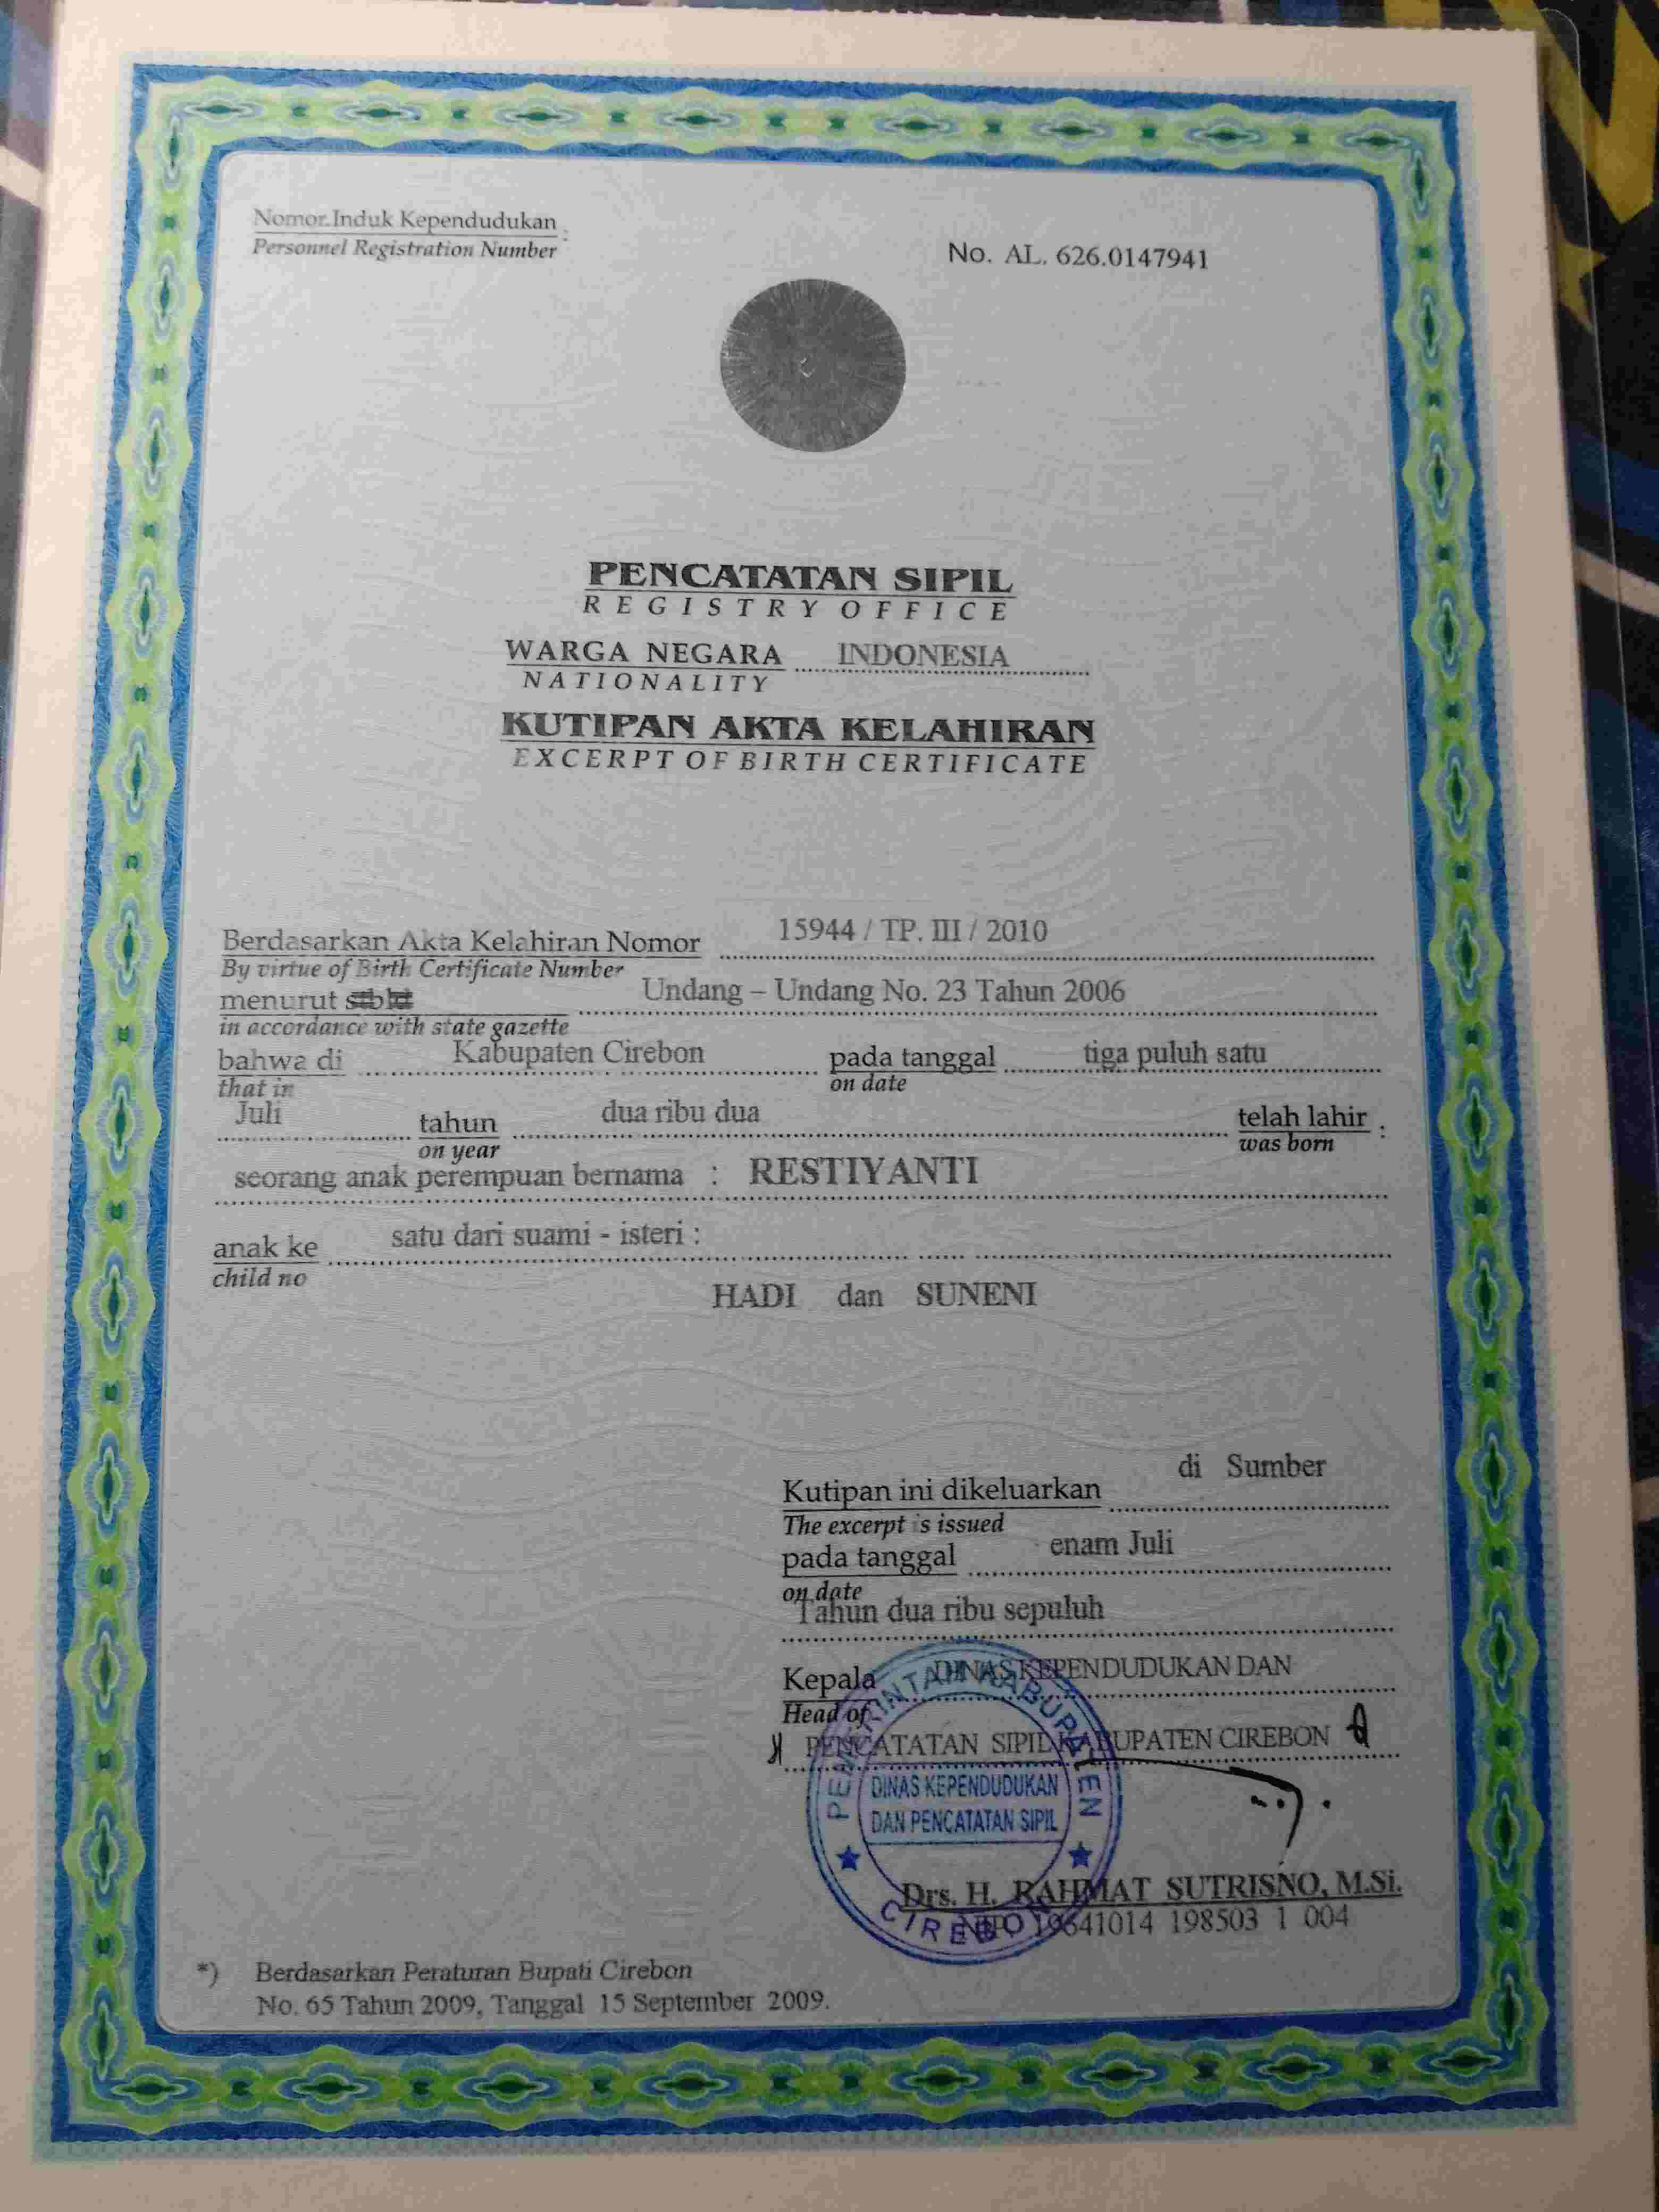 Nomor Induk Kependudukan :
Personnel Registration Number
No. AL. 626.0147941
PENCATATAN SIPIL
REGISTRY OFFICE
WARGA NEGARA INDONESIA
NATIONALITY
KUTIPAN AKTA KELAHIRAN
EXCERPT OF BIRTH CERTIFICATE
Berdasarkan Akta Kelahiran Nomor 15944 / TP. III / 2010
By virtue of Birth Certificate Number
menurut stbld Undang – Undang No. 23 Tahun 2006
in accordance with state gazette
bahwa di Kabupaten Cirebon pada tanggal tiga puluh satu
that in on date
Juli tahun dua ribu dua telah lahir :
on year was born
seorang anak perempuan bernama : RESTIYANTI
anak ke satu dari suami - isteri :
child no
HADI dan SUNENI
Kutipan ini dikeluarkan di Sumber
The excerpt is issued
pada tanggal enam Juli
on date
Tahun dua ribu sepuluh
Kepala DINAS KEPENDUDUKAN DAN
Head of
PENCATATAN SIPIL KABUPATEN CIREBON
PEMERINTAH KABUPATEN
DINAS KEPENDUDUKAN
DAN PENCATATAN SIPIL
CIREBON
Drs. H. RAHMAT SUTRISNO, M.Si.
NIP 19641014 198503 1 004
*) Berdasarkan Peraturan Bupati Cirebon
No. 65 Tahun 2009, Tanggal 15 September 2009.